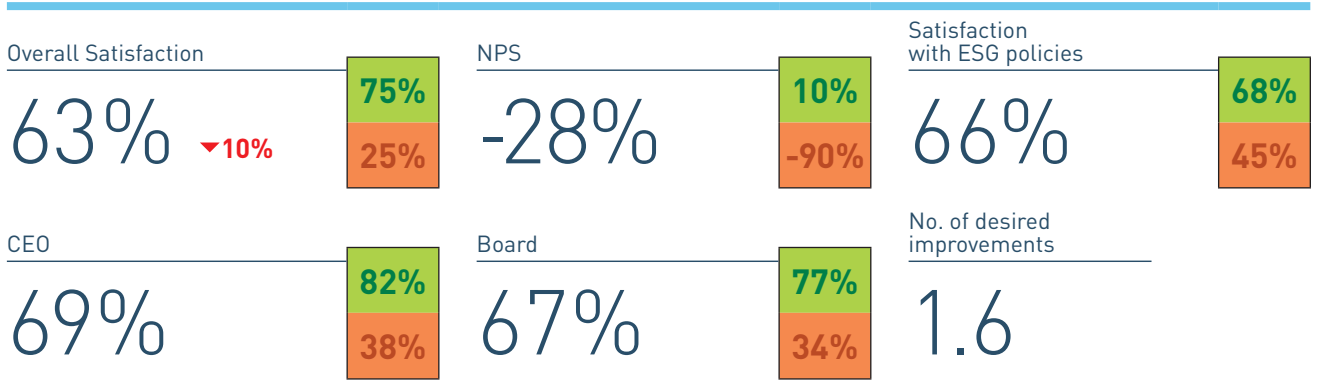 Overall Satisfaction
63%
▼10%
75%
25%
NPS
-28%
10%
-90%
Satisfaction
with ESG policies
66%
68%
45%
CEO
69%
82%
38%
Board
67%
77%
34%
No. of desired
improvements
1.6